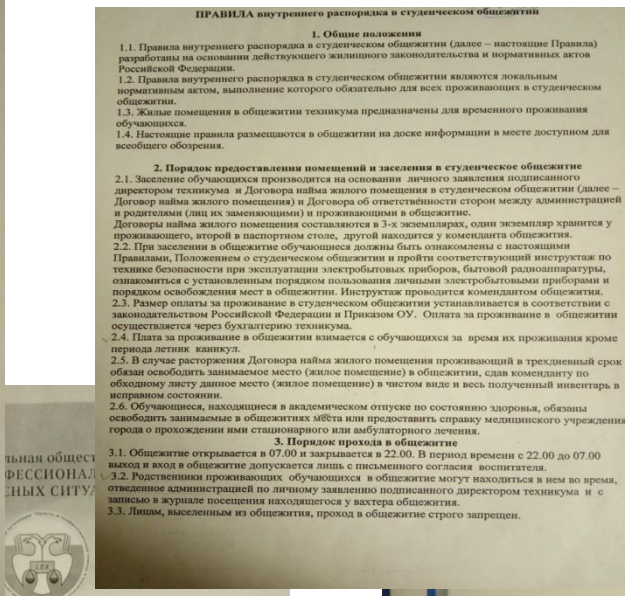 ПРАВИЛА внутреннего распорядка в студенческом общежитии
1. Общие положения
1.1. Правила внутреннего распорядка в студенческом общежитии (далее – настоящие Правила)
разработаны на основании действующего жилищного законодательства и нормативных актов
Российской Федерации.
1.2. Правила внутреннего распорядка в студенческом общежитии являются локальным
нормативным актом, выполнение которого обязательно для всех проживающих в студенческом
общежитии.
1.3. Жилые помещения в общежитии техникума предназначены для временного проживания
обучающихся.
1.4. Настоящие правила размещаются в общежитии на доске информации в месте доступном для
всеобщего обозрения.
2. Порядок предоставления помещений и заселения в студенческое общежитие
2.1. Заселение обучающихся производится на основании личного заявления подписанного
директором техникума и Договора найма жилого помещения в студенческом общежитии (далее –
Договор найма жилого помещения) и Договора об ответственности сторон между администрацией
и родителями (лиц их заменяющими) и проживающими в общежитие.
Договоры найма жилого помещения составляются в 3-х экземплярах, один экземпляр хранится у
проживающего, второй в паспортном столе, другой находится у коменданта общежития.
2.2. При заселении в общежитие обучающиеся должны быть ознакомлены с настоящими
Правилами, Положением о студенческом общежитии и пройти соответствующий инструктаж по
технике безопасности при эксплуатации электробытовых приборов, бытовой радиоаппаратуры,
ознакомиться с установленным порядком пользования личными электробытовыми приборами и
порядком освобождения мест в общежитии. Инструктаж проводится комендантом общежития.
2.3. Размер оплаты за проживание в студенческом общежитии устанавливается в соответствии с
законодательством Российской Федерации и Приказом ОУ. Оплата за проживание в общежитии
осуществляется через бухгалтерию техникума.
2.4. Плата за проживание в общежитии взимается с обучающихся за время их проживания кроме
периода летник каникул.
2.5. В случае расторжения Договора найма жилого помещения проживающий в трехдневный срок
обязан освободить занимаемое место (жилое помещение) в общежитии, сдав коменданту по
обходному листу данное место (жилое помещение) в чистом виде и весь полученный инвентарь в
исправном состоянии.
2.6. Обучающиеся, находящиеся в академическом отпуске по состоянию здоровья, обязаны
освободить занимаемые в общежитиях места или предоставить справку медицинского учреждения
города о прохождении ими стационарного или амбулаторного лечения.
3. Порядок прохода в общежитие
3.1. Общежитие открывается в 07.00 и закрывается в 22.00. В период времени с 22.00 до 07.00
выход и вход в общежитие допускается лишь с письменного согласия воспитателя.
3.2. Родственники проживающих обучающихся в общежитие могут находиться в нем во время,
отведенное администрацией по личному заявлению подписанного директором техникума и с
записью в журнале посещения находящегося у вахтера общежития.
3.3. Лицам, выселенным из общежития, проход в общежитие строго запрещен.
льная общест
ФЕССИОНАЛ
СНЫХ СИТУА
LEX